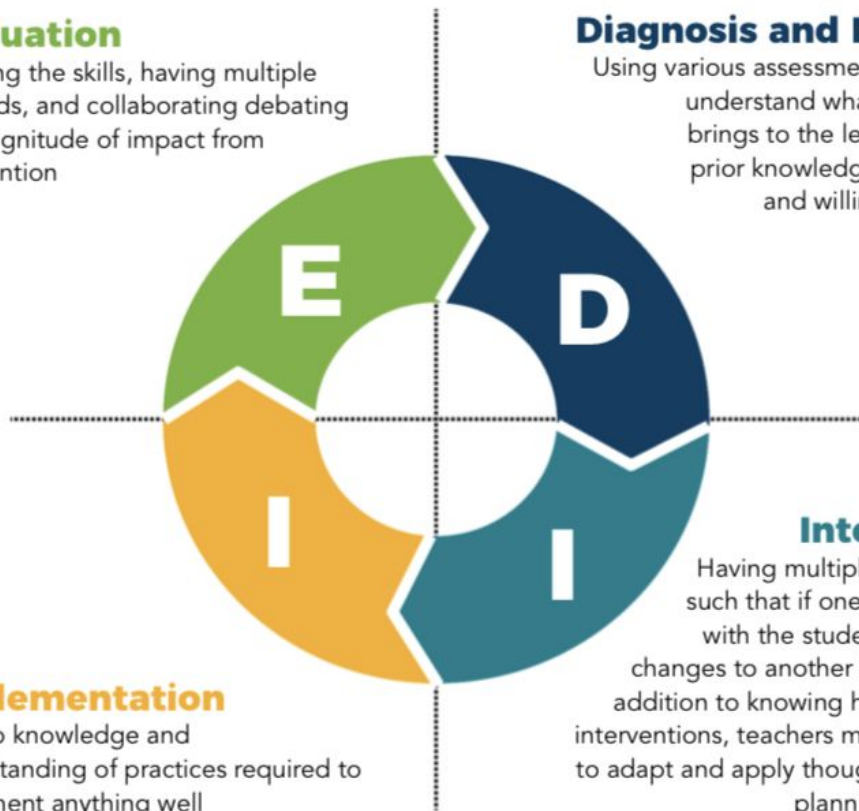 uation
ng the skills, having multiple
ds, and collaborating debating
gnitude of impact from
ntion
Diagnosis and
Using various assessme
understand wha
brings to the le
prior knowledg
and willi
E
D
I
I
Inte
Having multipl
such that if one
with the stude
changes to another
addition to knowing h
interventions, teachers m
to adapt and apply thoug
plann
lementation
o knowledge and
tanding of practices required to
ment anything well